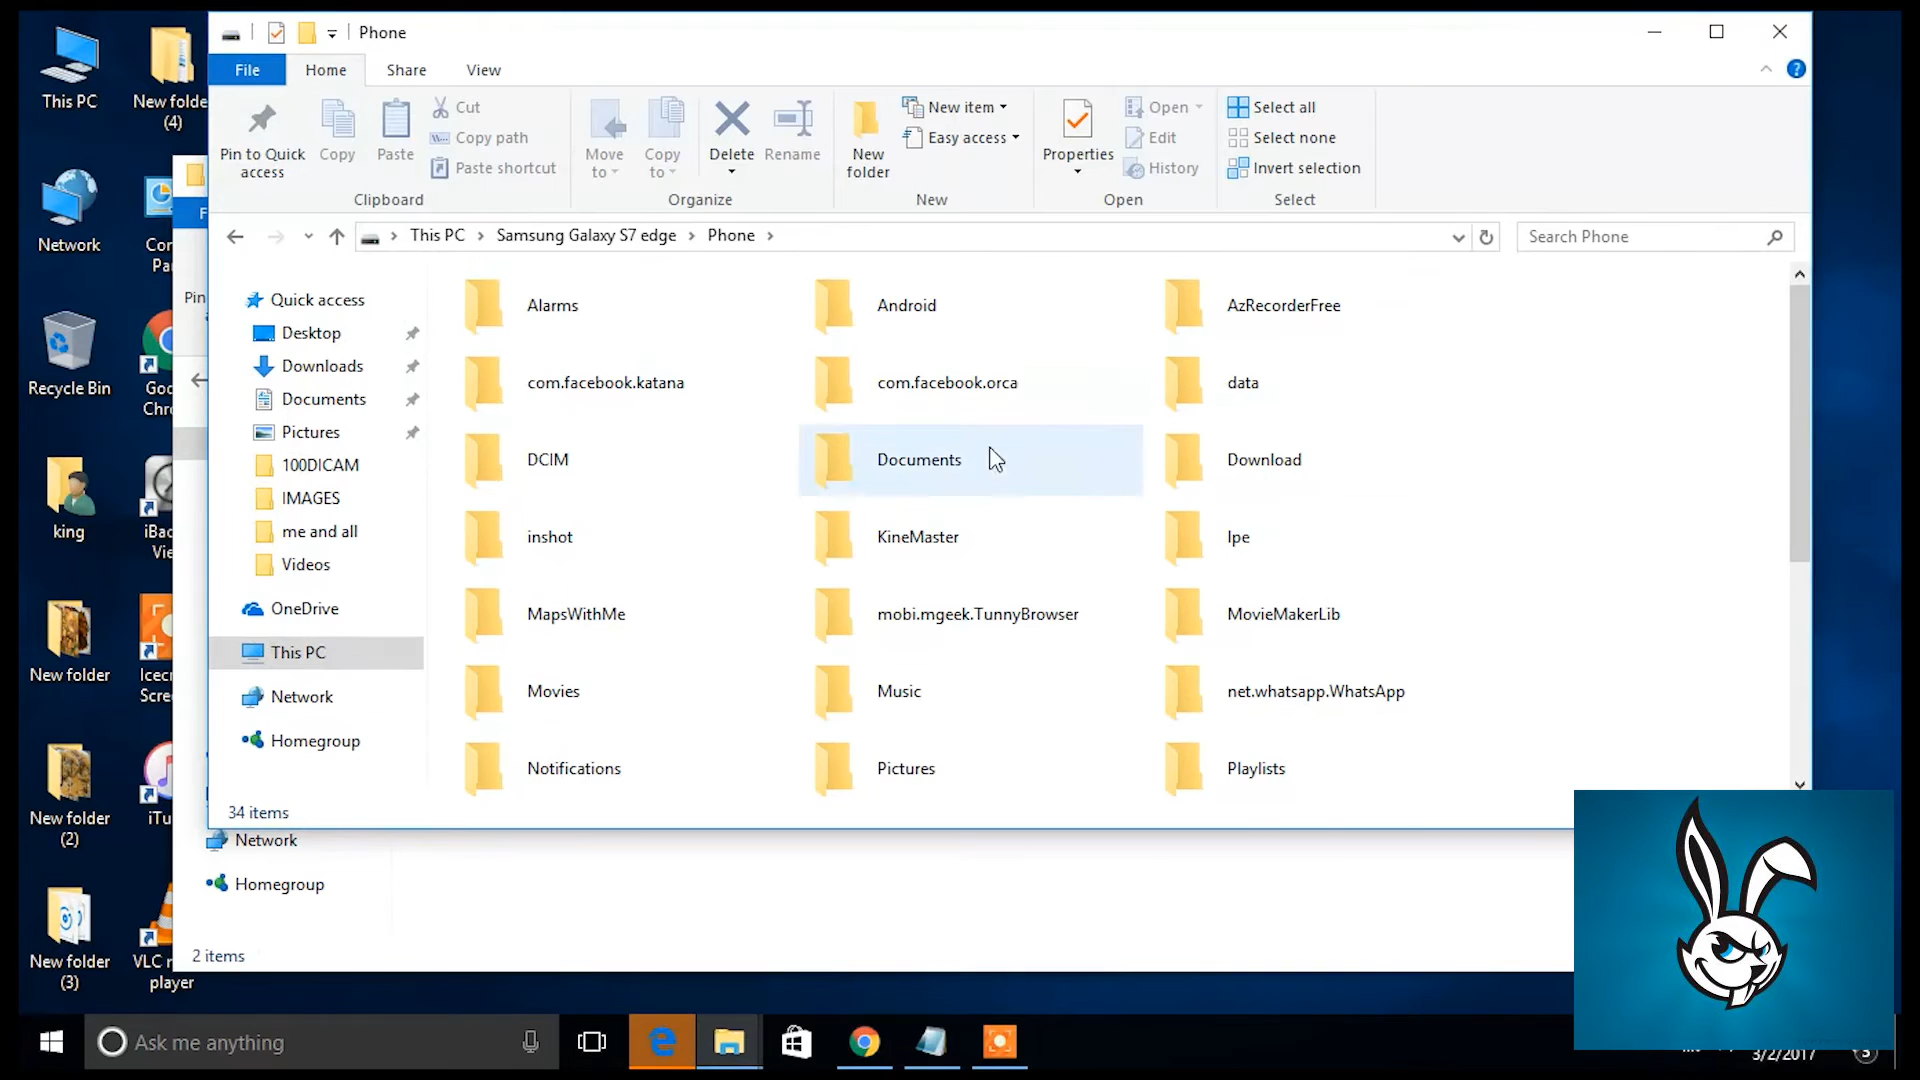 Phone
File Home Share View
Pin to Quick access
Copy
Paste
Cut
Copy path
Paste shortcut
Clipboard
Move to
Copy to
Delete
Rename
Organize
New folder
New item
Easy access
New
Properties
Open
Edit
History
Open
Select all
Select none
Invert selection
Select
This PC Samsung Galaxy S7 edge Phone
Search Phone
Quick access
Desktop
Downloads
Documents
Pictures
100DICAM
IMAGES
me and all
Videos
OneDrive
This PC
Network
Homegroup
Alarms Android AzRecorderFree
com.facebook.katana com.facebook.orca data
DCIM Documents Download
inshot KineMaster lpe
MapsWithMe mobi.mgeek.TunnyBrowser MovieMakerLib
Movies Music net.whatsapp.WhatsApp
Notifications Pictures Playlists
34 items
Network
Homegroup
2 items
This PC
New folde
(4)
Network
Con
Pa
Pin
F
Recycle Bin
Goo
Chr
king
iBac
Vie
New folder
Icecr
Scre
New folder
(2)
iTu
New folder
(3)
VLC
player
Ask me anything
3/2/2017